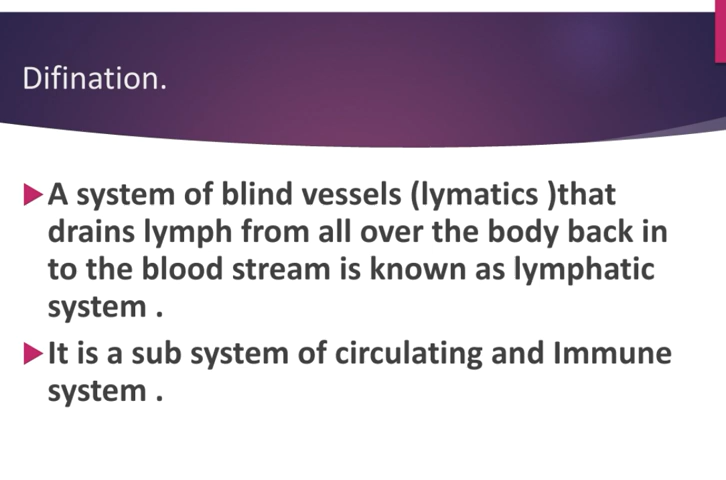 Difination.
A system of blind vessels (lymatics )that
drains lymph from all over the body back in
to the blood stream is known as lymphatic
system .
It is a sub system of circulating and Immune
system .